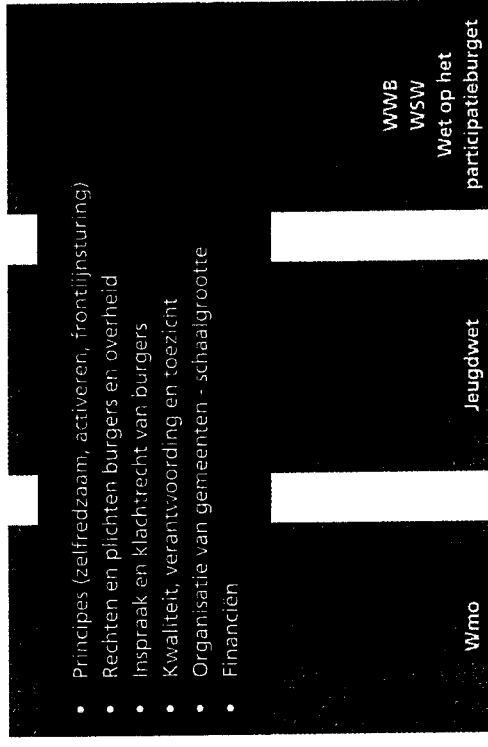 • Principes (zelfredzaam, activeren, frontlijnsturing)
• Rechten en plichten burgers en overheid
• Inspraak en klachtrecht van burgers
• Kwaliteit, verantwoording en toezicht
• Organisatie van gemeenten - schaalgrootte
• Financiën
Wmo
Jeugdwet
WWB
WSW
Wet op het
participatieburget